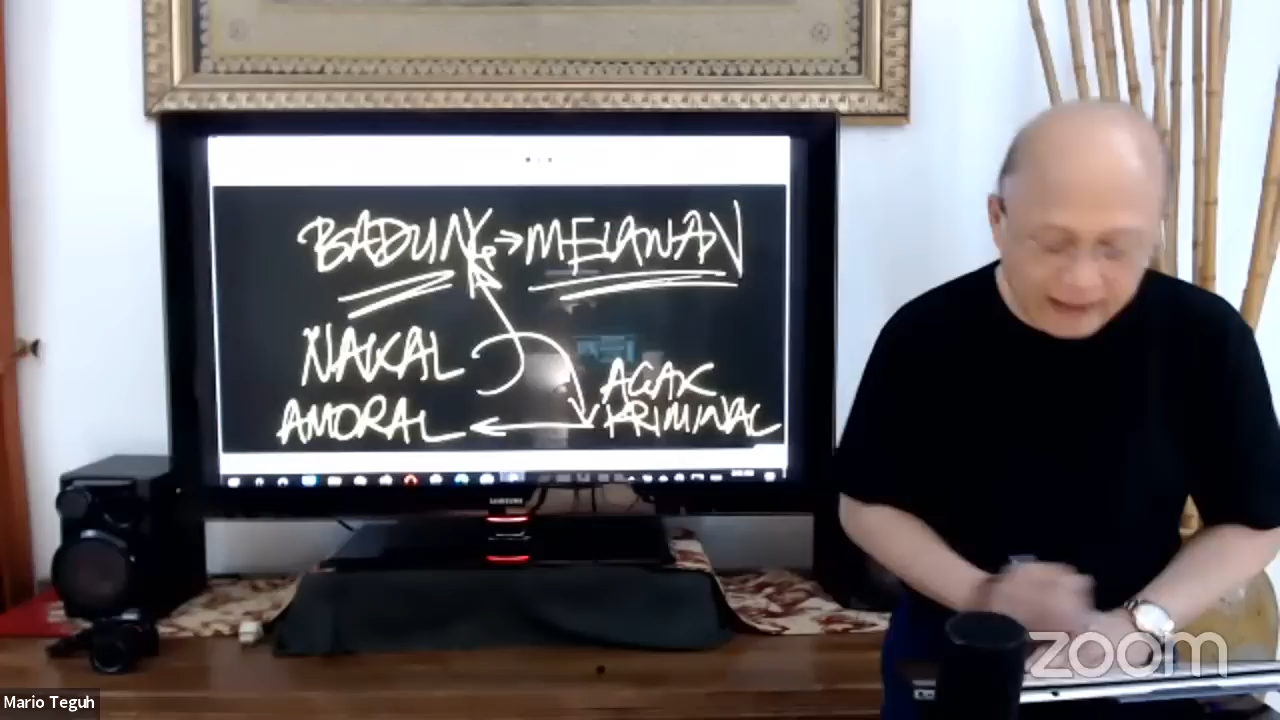 BADUNG → MELAWAN
NAKAL
AGAK
AMORAL ← KRIMINAL
SAMSUNG
zoom
Mario Teguh